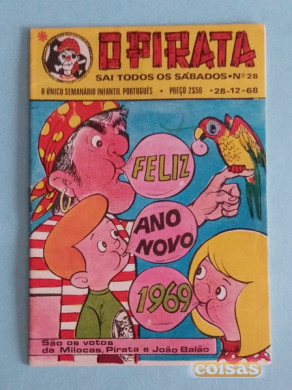 O PIRATA
SAI TODOS OS SÁBADOS • Nº 28
O ÚNICO SEMANÁRIO INFANTIL PORTUGUÊS • PREÇO 2$50 • 28-12-68
FELIZ
ANO
NOVO
1969
São os votos
da Milocas, Pirata e João Balão
coisas